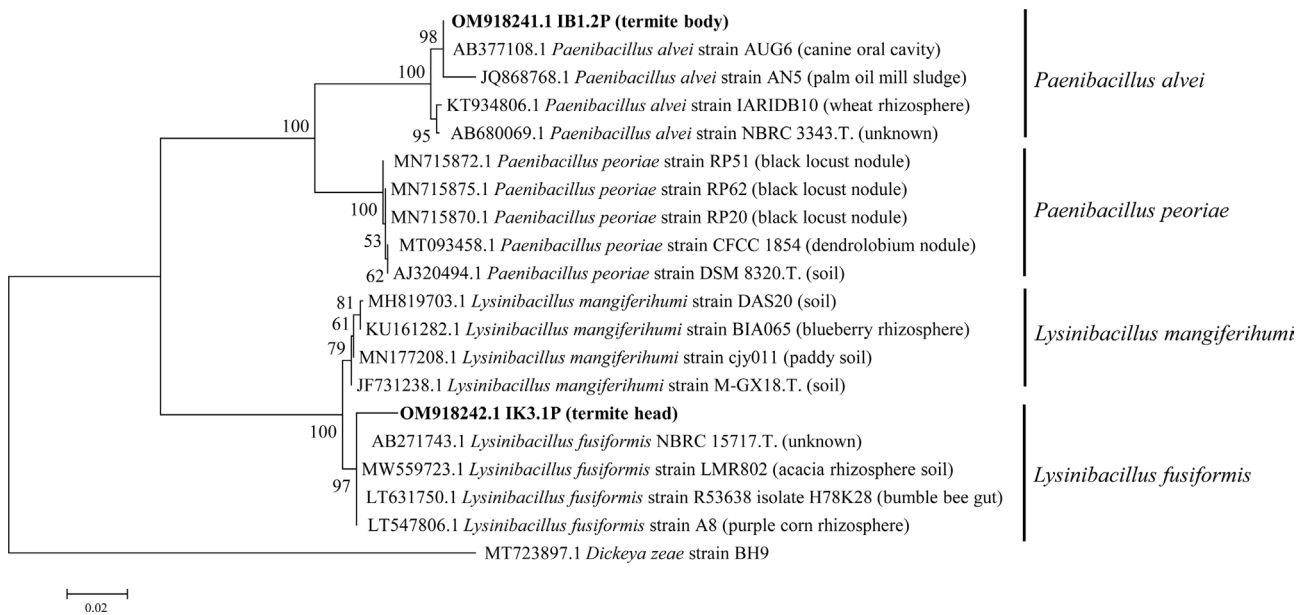 OM918241.1 IB1.2P (termite body)
98
AB377108.1 Paenibacillus alvei strain AUG6 (canine oral cavity)
100
JQ868768.1 Paenibacillus alvei strain AN5 (palm oil mill sludge)
Paenibacillus alvei
KT934806.1 Paenibacillus alvei strain IARIDB10 (wheat rhizosphere)
100
95
AB680069.1 Paenibacillus alvei strain NBRC 3343.T. (unknown)
MN715872.1 Paenibacillus peoriae strain RP51 (black locust nodule)
MN715875.1 Paenibacillus peoriae strain RP62 (black locust nodule)
100
MN715870.1 Paenibacillus peoriae strain RP20 (black locust nodule)
Paenibacillus peoriae
53
MT093458.1 Paenibacillus peoriae strain CFCC 1854 (dendrolobium nodule)
62
AJ320494.1 Paenibacillus peoriae strain DSM 8320.T. (soil)
81
MH819703.1 Lysinibacillus mangiferihumi strain DAS20 (soil)
61
KU161282.1 Lysinibacillus mangiferihumi strain BIA065 (blueberry rhizosphere)
Lysinibacillus mangiferihumi
79
MN177208.1 Lysinibacillus mangiferihumi strain cjy011 (paddy soil)
JF731238.1 Lysinibacillus mangiferihumi strain M-GX18.T. (soil)
OM918242.1 IK3.1P (termite head)
100
AB271743.1 Lysinibacillus fusiformis NBRC 15717.T. (unknown)
MW559723.1 Lysinibacillus fusiformis strain LMR802 (acacia rhizosphere soil)
Lysinibacillus fusiformis
97
LT631750.1 Lysinibacillus fusiformis strain R53638 isolate H78K28 (bumble bee gut)
LT547806.1 Lysinibacillus fusiformis strain A8 (purple corn rhizosphere)
MT723897.1 Dickeya zeae strain BH9
0.02